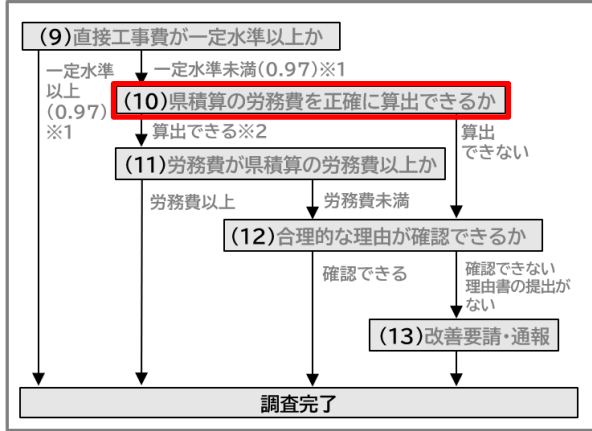 (9)直接工事費が一定水準以上か
一定水準
以上
(0.97)
※1
一定水準未満(0.97)※1
(10)県積算の労務費を正確に算出できるか
算出できる※2
算出
できない
(11)労務費が県積算の労務費以上か
労務費以上
労務費未満
(12)合理的な理由が確認できるか
確認できる
確認できない
理由書の提出が
ない
(13)改善要請・通報
調査完了